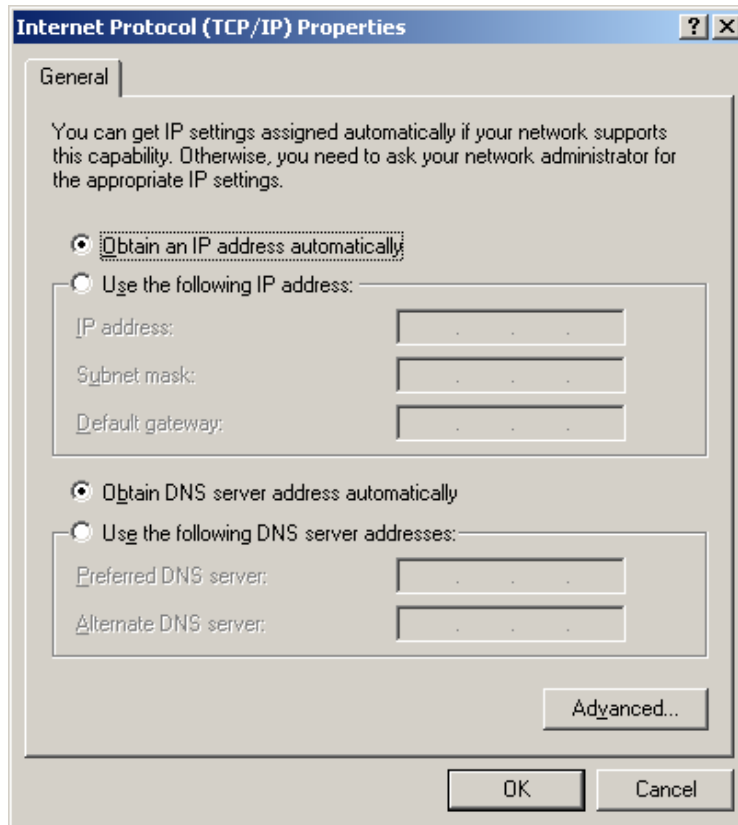 Internet Protocol (TCP/IP) Properties
General
You can get IP settings assigned automatically if your network supports
this capability. Otherwise, you need to ask your network administrator for
the appropriate IP settings.
Obtain an IP address automatically
Use the following IP address:
IP address:
Subnet mask:
Default gateway:
Obtain DNS server address automatically
Use the following DNS server addresses:
Preferred DNS server:
Alternate DNS server:
Advanced...
OK Cancel